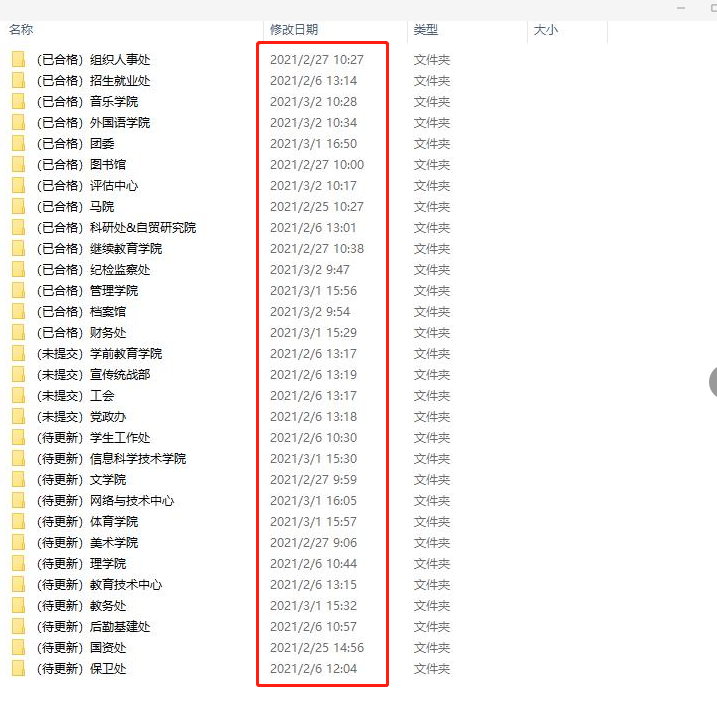 名称 修改日期 类型 大小
(已合格) 组织人事处 2021/2/27 10:27 文件夹
(已合格) 招生就业处 2021/2/6 13:14 文件夹
(已合格) 音乐学院 2021/3/2 10:28 文件夹
(已合格) 外国语学院 2021/3/2 10:34 文件夹
(已合格) 团委 2021/3/1 16:50 文件夹
(已合格) 图书馆 2021/2/27 10:00 文件夹
(已合格) 评估中心 2021/3/2 10:17 文件夹
(已合格) 马院 2021/2/25 10:27 文件夹
(已合格) 科研处&自贸研究院 2021/2/6 13:01 文件夹
(已合格) 继续教育学院 2021/2/27 10:38 文件夹
(已合格) 纪检监察处 2021/3/2 9:47 文件夹
(已合格) 管理学院 2021/3/1 15:56 文件夹
(已合格) 档案馆 2021/3/2 9:54 文件夹
(已合格) 财务处 2021/3/1 15:29 文件夹
(未提交) 学前教育学院 2021/2/6 13:17 文件夹
(未提交) 宣传统战部 2021/2/6 13:19 文件夹
(未提交) 工会 2021/2/6 13:17 文件夹
(未提交) 党政办 2021/2/6 13:18 文件夹
(待更新) 学生工作处 2021/2/6 10:30 文件夹
(待更新) 信息科学技术学院 2021/3/1 15:30 文件夹
(待更新) 文学院 2021/2/27 9:59 文件夹
(待更新) 网络与技术中心 2021/3/1 16:05 文件夹
(待更新) 体育学院 2021/3/1 15:57 文件夹
(待更新) 美术学院 2021/2/27 9:06 文件夹
(待更新) 理学院 2021/2/6 10:44 文件夹
(待更新) 教育技术中心 2021/2/6 13:15 文件夹
(待更新) 教务处 2021/3/1 15:32 文件夹
(待更新) 后勤基建处 2021/2/6 10:57 文件夹
(待更新) 国资处 2021/2/25 14:56 文件夹
(待更新) 保卫处 2021/2/6 12:04 文件夹